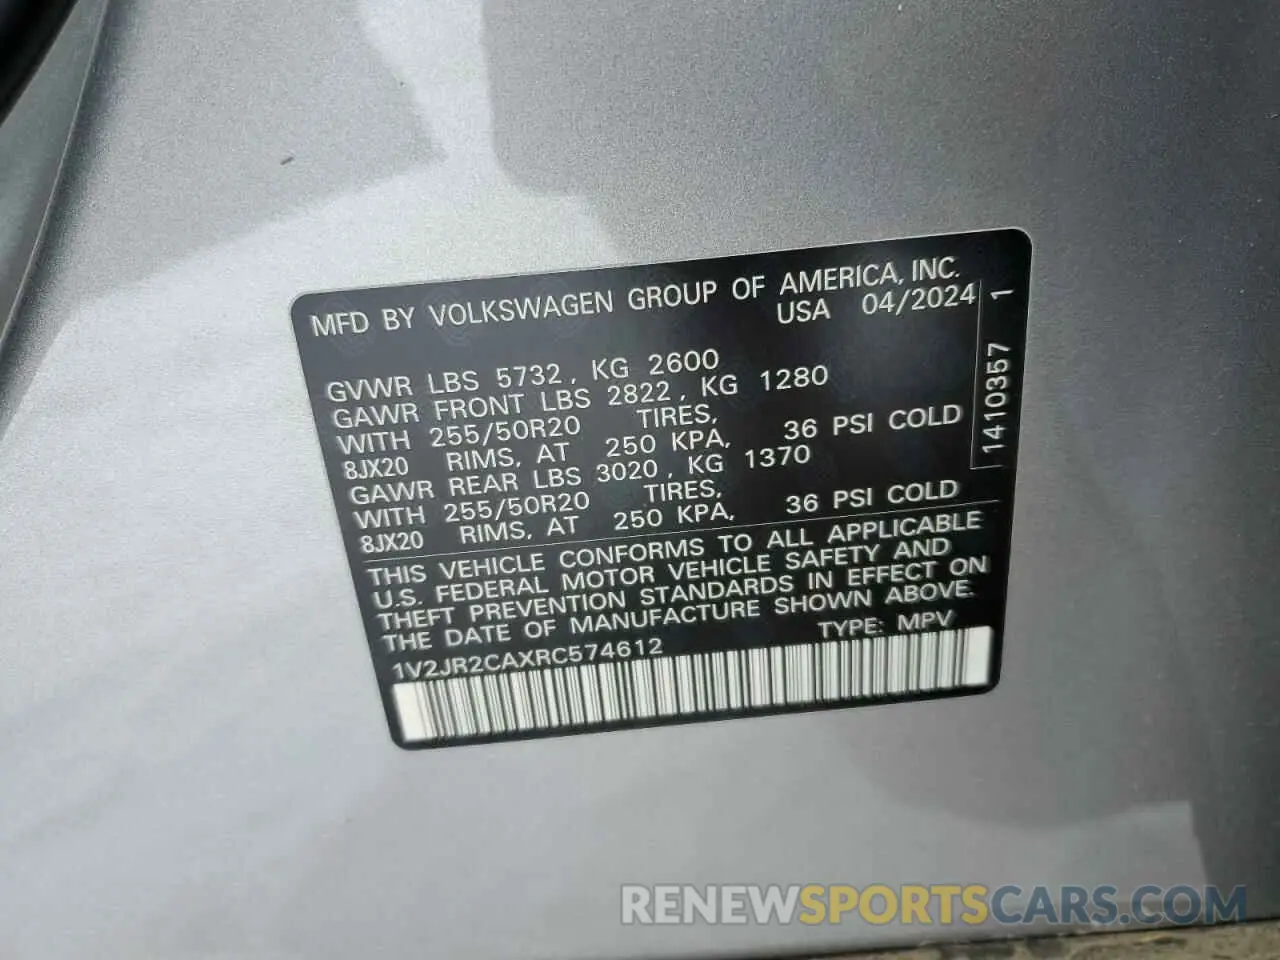 MFD BY VOLKSWAGEN GROUP OF AMERICA, INC.
USA 04/2024
GVWR LBS 5732, KG 2600
GAWR FRONT LBS 2822, KG 1280
WITH 255/50R20 TIRES,
8JX20 RIMS, AT 250 KPA, 36 PSI COLD
GAWR REAR LBS 3020, KG 1370
WITH 255/50R20 TIRES,
8JX20 RIMS, AT 250 KPA, 36 PSI COLD
1410357 1
THIS VEHICLE CONFORMS TO ALL APPLICABLE
U.S. FEDERAL MOTOR VEHICLE SAFETY AND
THEFT PREVENTION STANDARDS IN EFFECT ON
THE DATE OF MANUFACTURE SHOWN ABOVE.
1V2JR2CAXRC574612 TYPE: MPV
RENEWSPORTSCARS.COM